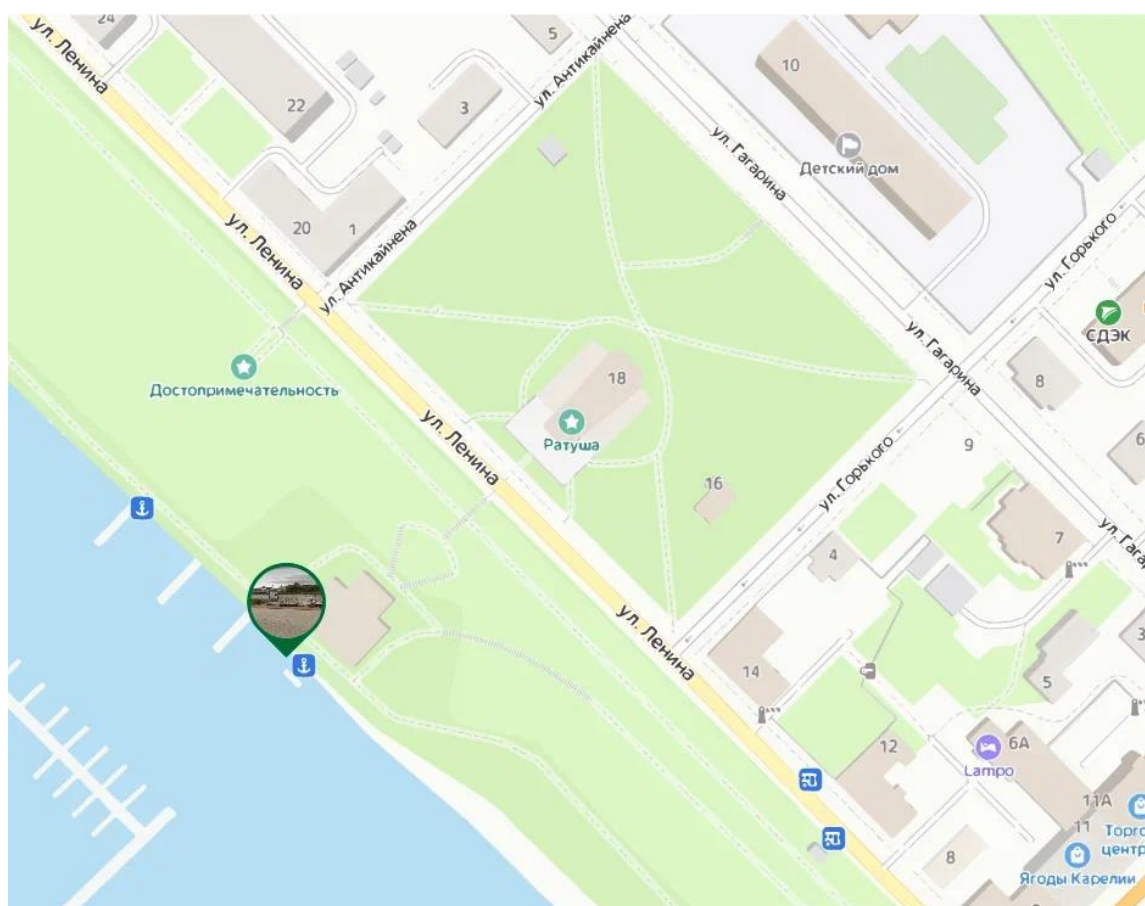 24
ул. Ленина
5
ул. Антикайнена
10
22
3
ул. Гагарина
Детский дом
20
1
ул. Ленина
ул. Антикайнена
ул. Горького
СДЭК
ул. Гагарина
Достопримечательность
18
8
Ратуша
ул. Ленина
9
6
16
ул. Горького
7
ул. Гага
4
ул. Ленина
14
3
5
12
6А
Lampo
11А
11
Торго
центр
8
Ягоды Карелии